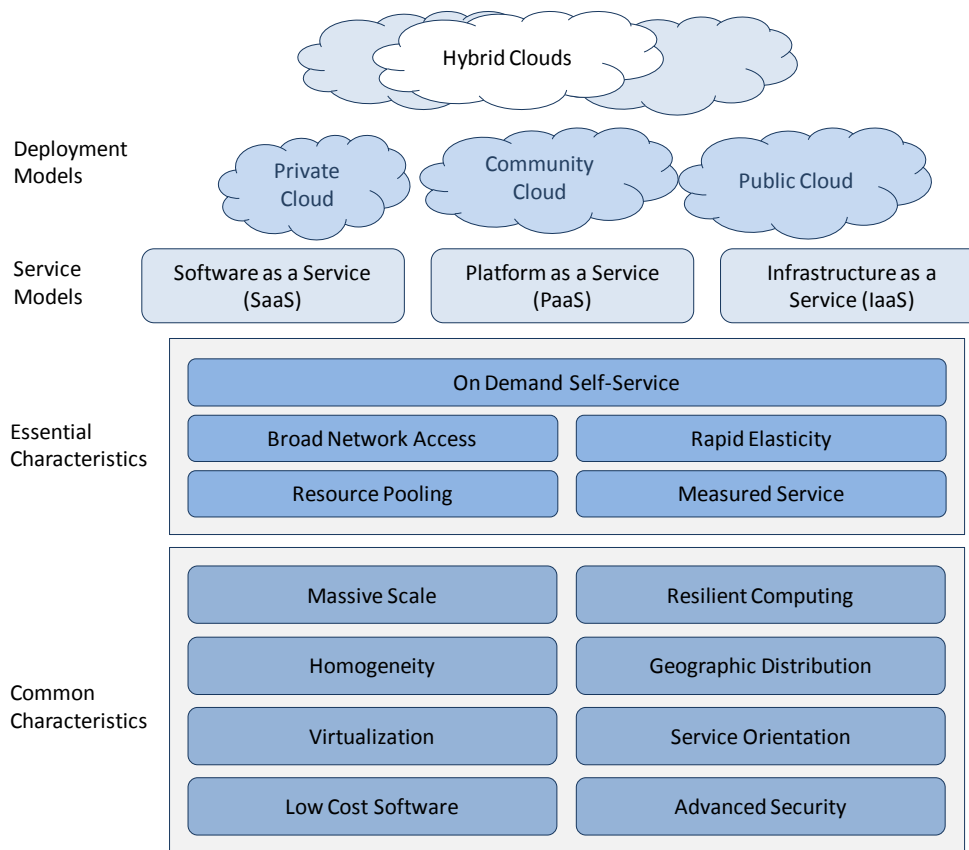 Hybrid Clouds
Deployment
Models
Private
Cloud
Community
Cloud
Public Cloud
Service
Models
Software as a Service
(SaaS)
Platform as a Service
(PaaS)
Infrastructure as a
Service (IaaS)
Essential
Characteristics
On Demand Self-Service
Broad Network Access
Rapid Elasticity
Resource Pooling
Measured Service
Common
Characteristics
Massive Scale
Resilient Computing
Homogeneity
Geographic Distribution
Virtualization
Service Orientation
Low Cost Software
Advanced Security